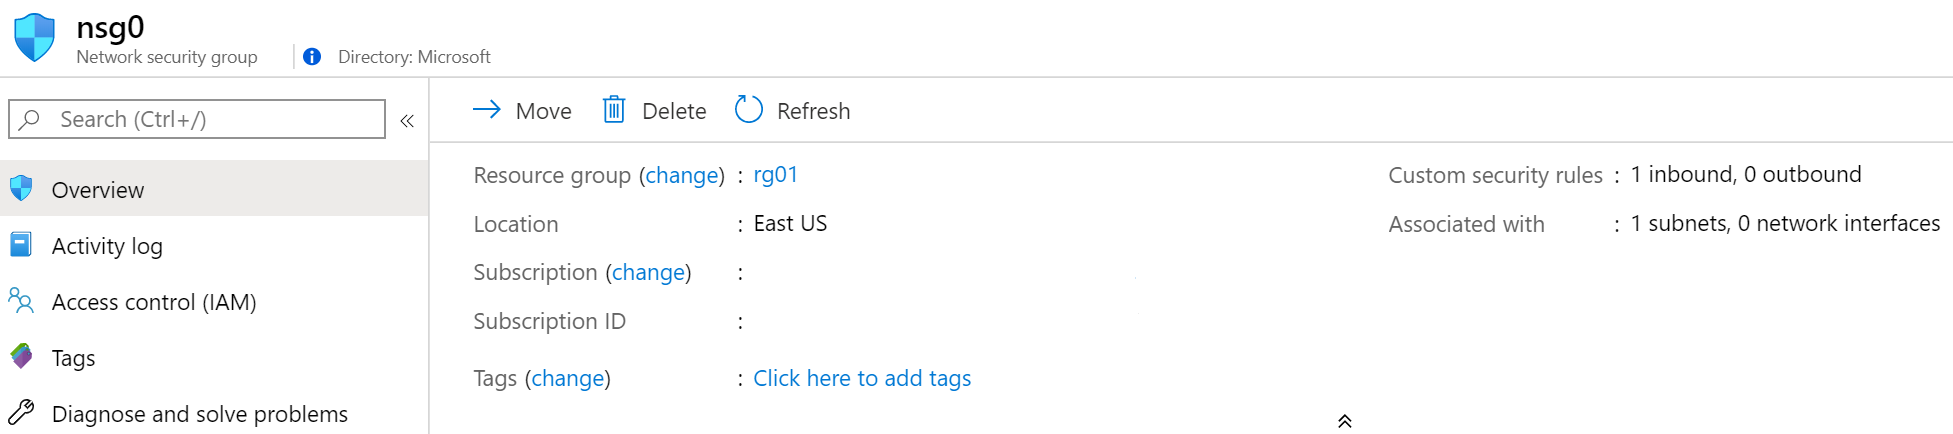 nsg0
Network security group
Directory: Microsoft
Search (Ctrl+/)
«
Overview
Activity log
Access control (IAM)
Tags
Diagnose and solve problems
Move
Delete
Refresh
Resource group (change) : rg01
Location : East US
Subscription (change) :
Subscription ID :
Tags (change) : Click here to add tags
Custom security rules : 1 inbound, 0 outbound
Associated with : 1 subnets, 0 network interfaces